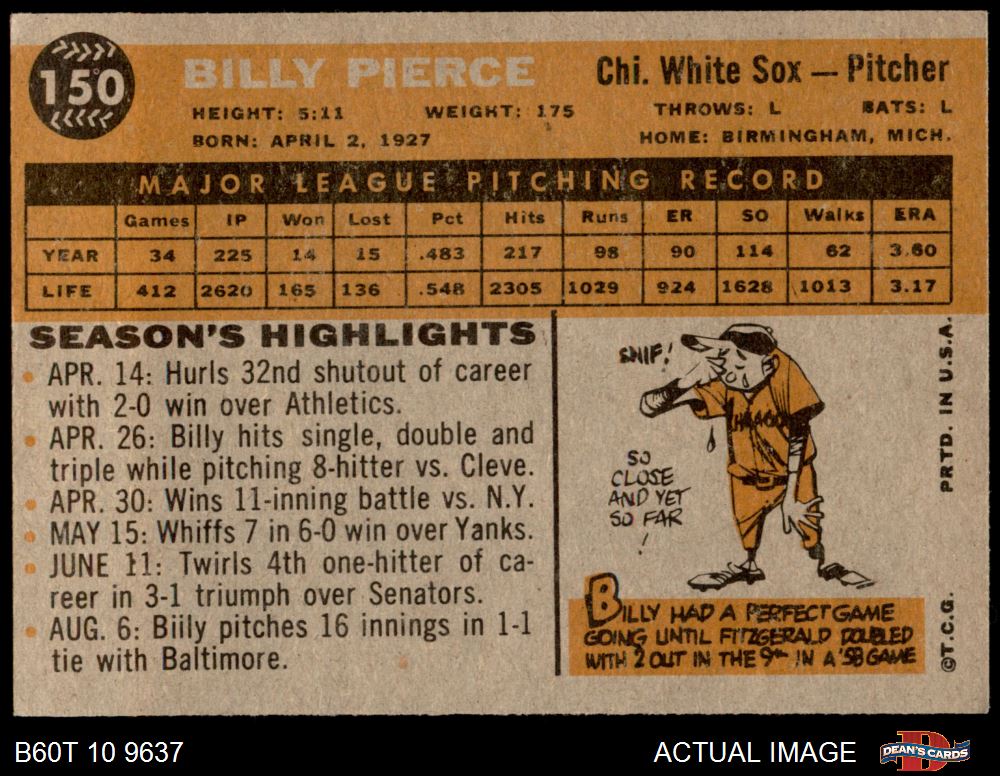 150
BILLY PIERCE
Chi. White Sox — Pitcher
HEIGHT: 5:11 WEIGHT: 175 THROWS: L BATS: L
BORN: APRIL 2, 1927 HOME: BIRMINGHAM, MICH.
MAJOR LEAGUE PITCHING RECORD
Games IP Won Lost Pct Hits Runs ER SO Walks ERA
YEAR 34 225 14 15 .483 217 98 90 114 62 3.60
LIFE 412 2620 165 136 .548 2305 1029 924 1628 1013 3.17
SEASON'S HIGHLIGHTS
• APR. 14: Hurls 32nd shutout of career
with 2-0 win over Athletics.
• APR. 26: Billy hits single, double and
triple while pitching 8-hitter vs. Cleve.
• APR. 30: Wins 11-inning battle vs. N.Y.
• MAY 15: Whiffs 7 in 6-0 win over Yanks.
• JUNE 11: Twirls 4th one-hitter of ca-
reer in 3-1 triumph over Senators.
• AUG. 6: Billy pitches 16 innings in 1-1
tie with Baltimore.
SNIF!
CHICAGO
SO
CLOSE
AND YET
SO FAR
!
BILLY HAD A PERFECT GAME
GOING UNTIL FITZGERALD DOUBLED
WITH 2 OUT IN THE 9th IN A '58 GAME
©T.C.G. PRTD. IN U.S.A.
B60T 10 9637
ACTUAL IMAGE
DEAN'S CARDS